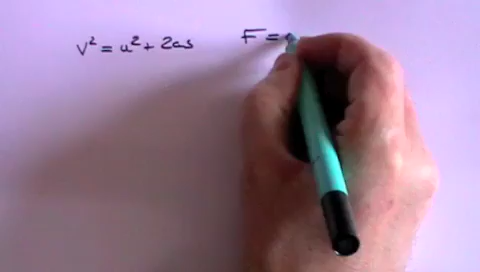 v² = u² + 2as F =